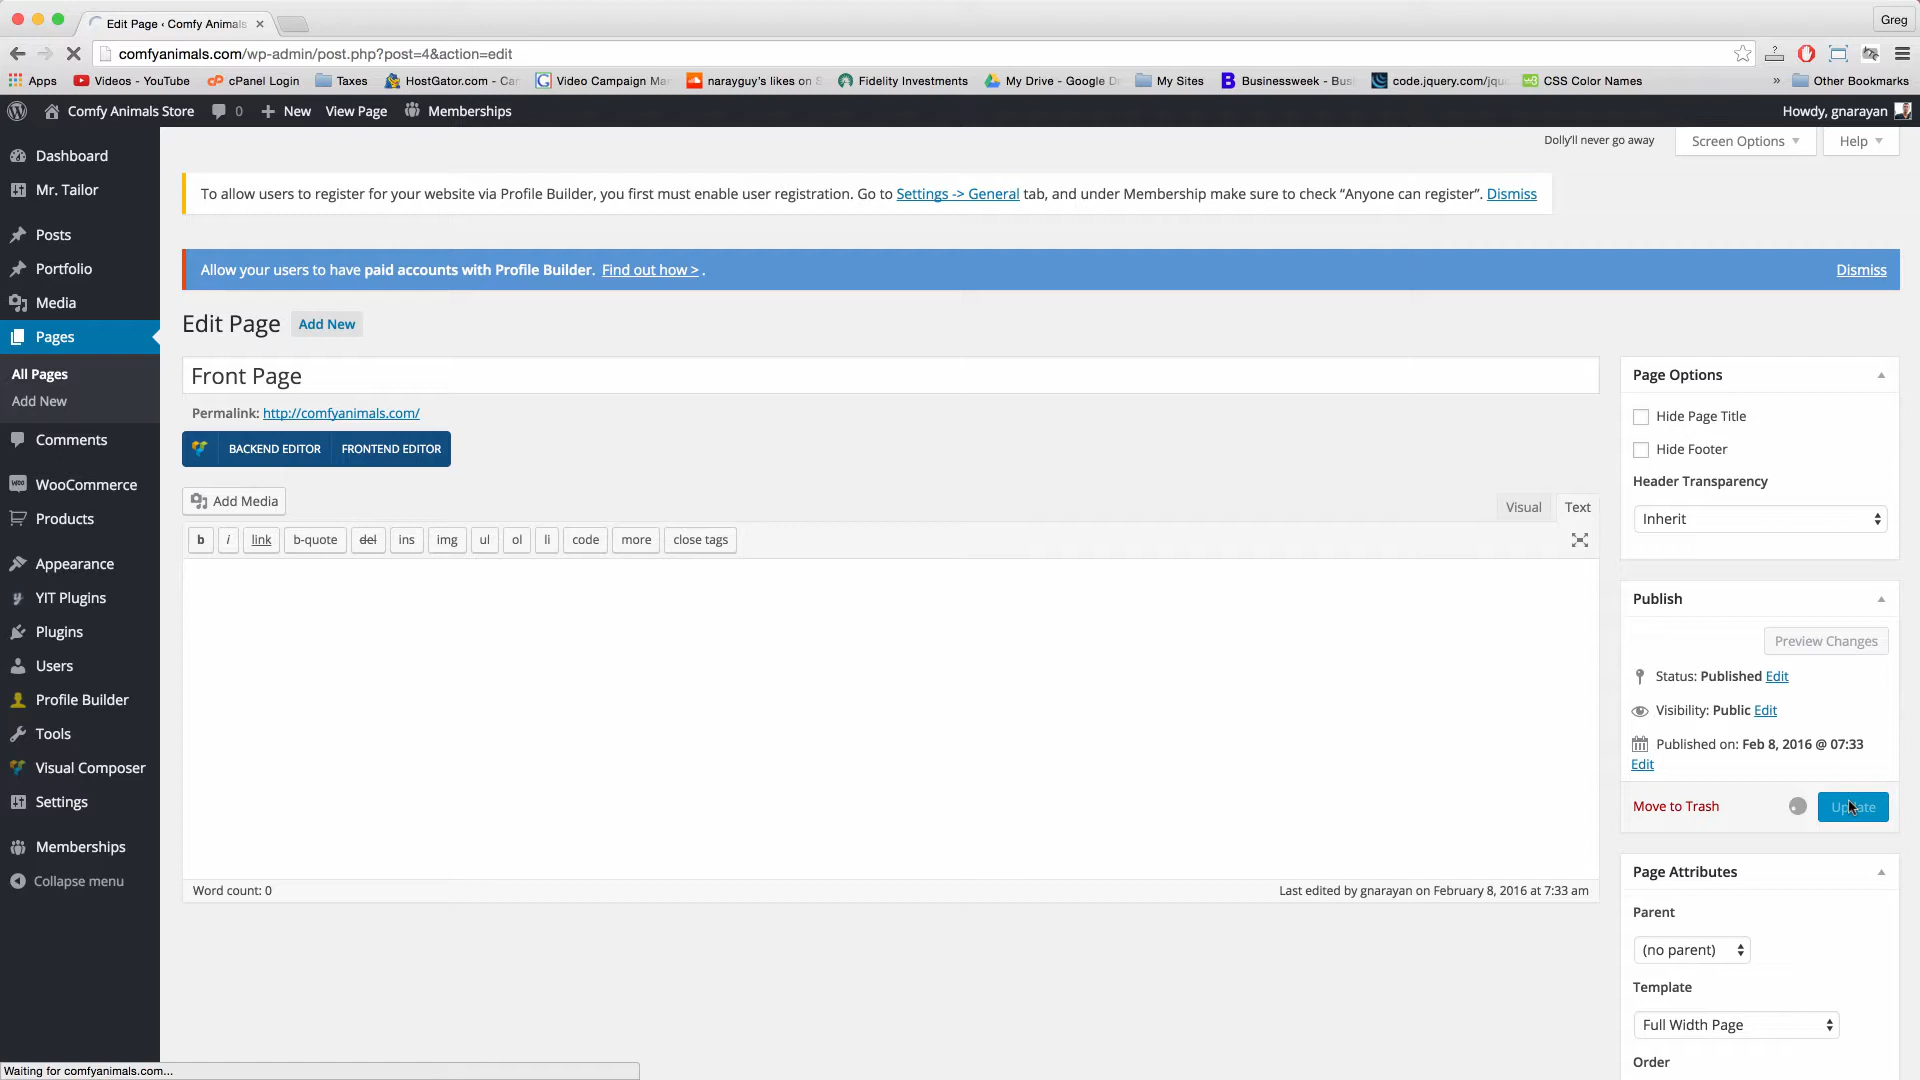 Edit Page ‹ Comfy Animals
Greg
comfyanimals.com/wp-admin/post.php?post=4&action=edit
Apps Videos - YouTube cPanel Login Taxes HostGator.com - Video Campaign narayguy's likes on Fidelity Investments My Drive - Google My Sites Businessweek - code.jquery.com CSS Color Names » Other Bookmarks
Comfy Animals Store 0 New View Page Memberships Howdy, gnarayan
Dolly'll never go away Screen Options Help
Dashboard
Mr. Tailor
Posts
Portfolio
Media
Pages
All Pages
Add New
Comments
WooCommerce
Products
Appearance
YIT Plugins
Plugins
Users
Profile Builder
Tools
Visual Composer
Settings
Memberships
Collapse menu
To allow users to register for your website via Profile Builder, you first must enable user registration. Go to Settings -> General tab, and under Membership make sure to check “Anyone can register”. Dismiss
Allow your users to have paid accounts with Profile Builder. Find out how > . Dismiss
Edit Page Add New
Front Page
Permalink: http://comfyanimals.com/
BACKEND EDITOR FRONTEND EDITOR
Add Media
Visual Text
b i link b-quote del ins img ul ol li code more close tags
Word count: 0
Last edited by gnarayan on February 8, 2016 at 7:33 am
Page Options
Hide Page Title
Hide Footer
Header Transparency
Inherit
Publish
Preview Changes
Status: Published Edit
Visibility: Public Edit
Published on: Feb 8, 2016 @ 07:33
Edit
Move to Trash Update
Page Attributes
Parent
(no parent)
Template
Full Width Page
Order
Waiting for comfyanimals.com...